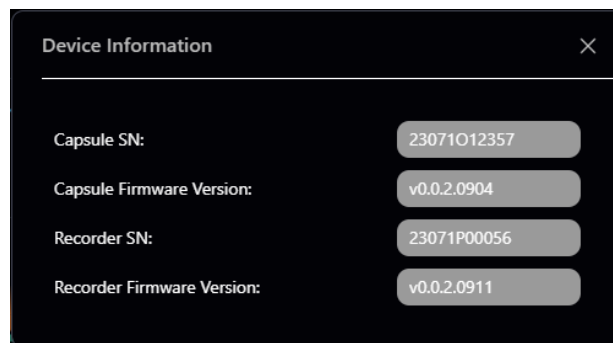 Device Information
Capsule SN: 23071O12357
Capsule Firmware Version: v0.0.2.0904
Recorder SN: 23071P00056
Recorder Firmware Version: v0.0.2.0911